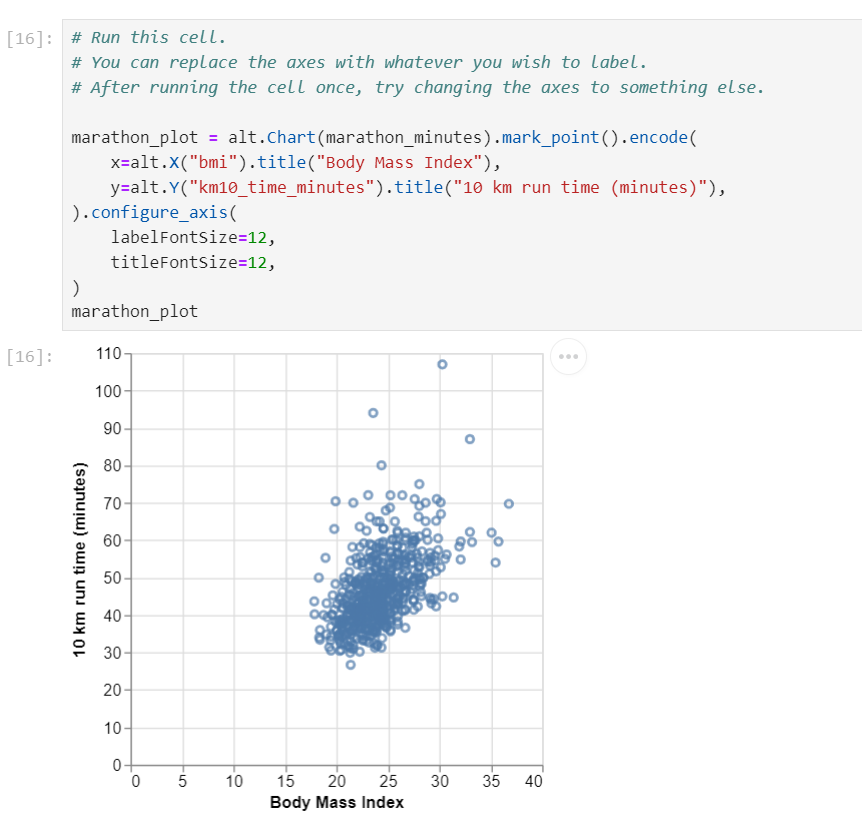 [16]: # Run this cell.
# You can replace the axes with whatever you wish to label.
# After running the cell once, try changing the axes to something else.
marathon_plot = alt.Chart(marathon_minutes).mark_point().encode(
    x=alt.X("bmi").title("Body Mass Index"),
    y=alt.Y("km10_time_minutes").title("10 km run time (minutes)"),
).configure_axis(
    labelFontSize=12,
    titleFontSize=12,
)
marathon_plot
[16]:
110
100
90
80
70
60
50
40
30
20
10
0
10 km run time (minutes)
0 5 10 15 20 25 30 35 40
Body Mass Index